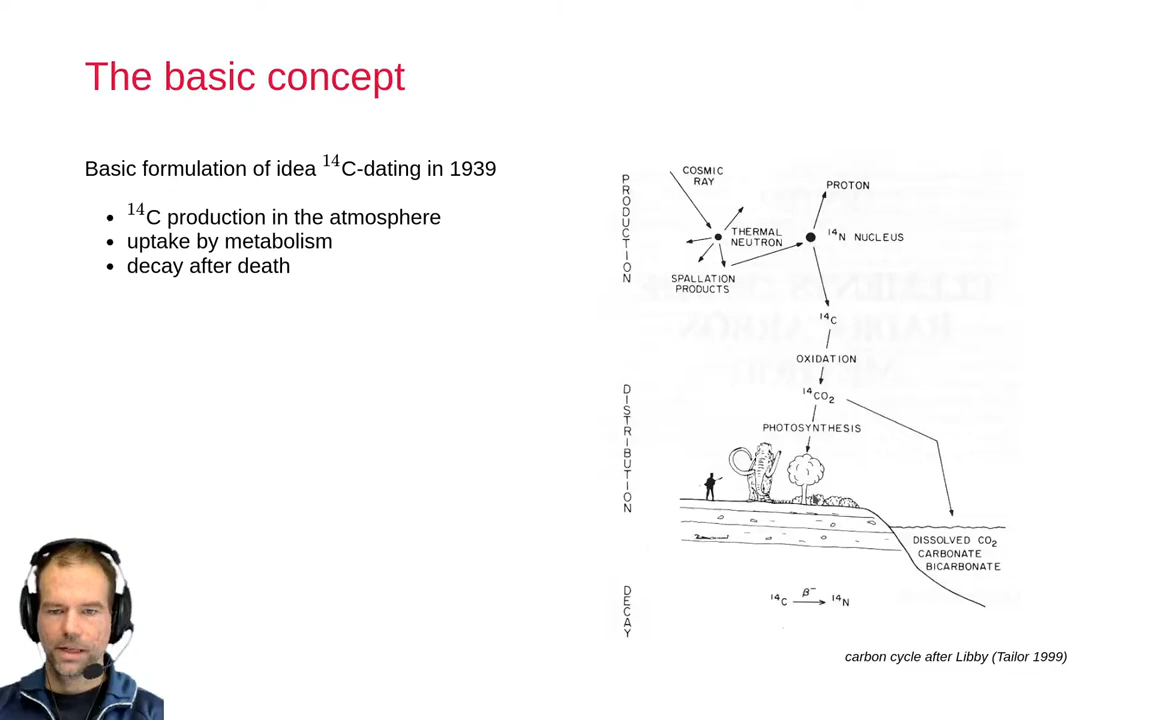 The basic concept
Basic formulation of idea ¹⁴C-dating in 1939
• ¹⁴C production in the atmosphere
• uptake by metabolism
• decay after death
PRODUCTION
COSMIC
RAY
PROTON
THERMAL
NEUTRON
¹⁴N NUCLEUS
SPALLATION
PRODUCTS
¹⁴C
OXIDATION
DISTRIBUTION
¹⁴CO₂
PHOTOSYNTHESIS
DISSOLVED CO₂
CARBONATE
BICARBONATE
DECAY
¹⁴C β⁻ → ¹⁴N
carbon cycle after Libby (Tailor 1999)